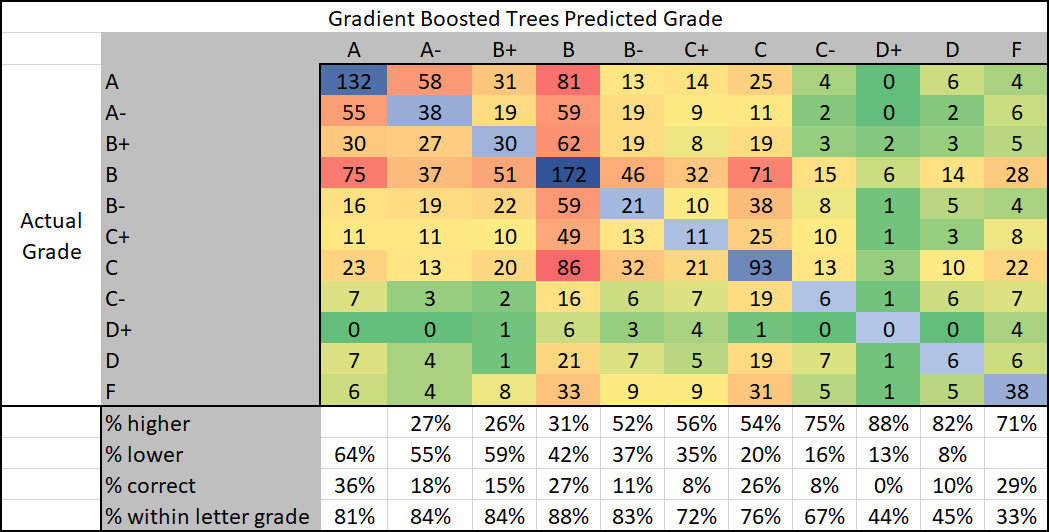 Gradient Boosted Trees Predicted Grade
A A- B+ B B- C+ C C- D+ D F
A 132 58 31 81 13 14 25 4 0 6 4
A- 55 38 19 59 19 9 11 2 0 2 6
B+ 30 27 30 62 19 8 19 3 2 3 5
B 75 37 51 172 46 32 71 15 6 14 28
B- 16 19 22 59 21 10 38 8 1 5 4
Actual
Grade
C+ 11 11 10 49 13 11 25 10 1 3 8
C 23 13 20 86 32 21 93 13 3 10 22
C- 7 3 2 16 6 7 19 6 1 6 7
D+ 0 0 1 6 3 4 1 0 0 0 4
D 7 4 1 21 7 5 19 7 1 6 6
F 6 4 8 33 9 9 31 5 1 5 38
% higher 27% 26% 31% 52% 56% 54% 75% 88% 82% 71%
% lower 64% 55% 59% 42% 37% 35% 20% 16% 13% 8%
% correct 36% 18% 15% 27% 11% 8% 26% 8% 0% 10% 29%
% within letter grade 81% 84% 84% 88% 83% 72% 76% 67% 44% 45% 33%